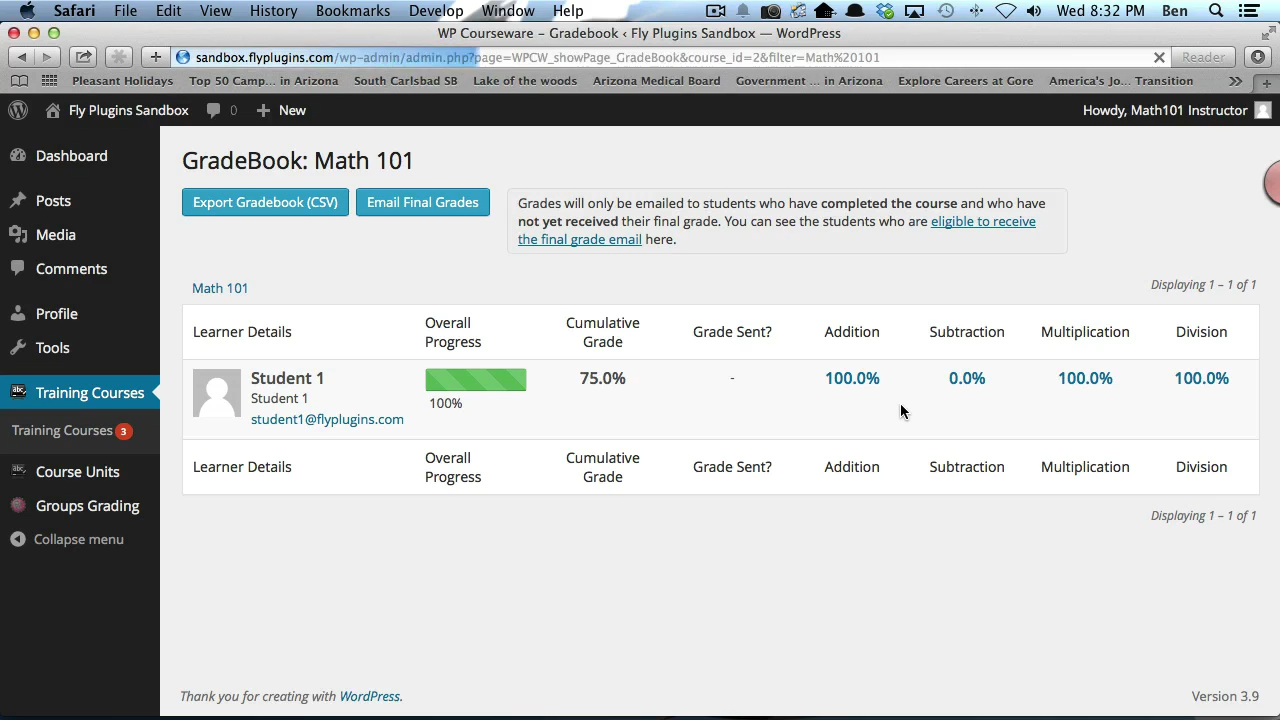 Safari File Edit View History Bookmarks Develop Window Help Wed 8:32 PM Ben
WP Courseware – Gradebook ‹ Fly Plugins Sandbox — WordPress
sandbox.flyplugins.com/wp-admin/admin.php?page=WPCW_showPage_GradeBook&course_id=2&filter=Math%20101 Reader
Pleasant Holidays Top 50 Camp... in Arizona South Carlsbad SB Lake of the woods Arizona Medical Board Government ... in Arizona Explore Careers at Gore America's Jo... Transition
Fly Plugins Sandbox 0 New Howdy, Math101 Instructor
Dashboard
Posts
Media
Comments
Profile
Tools
Training Courses
Training Courses 3
Course Units
Groups Grading
Collapse menu
GradeBook: Math 101
Export Gradebook (CSV) Email Final Grades
Grades will only be emailed to students who have completed the course and who have
not yet received their final grade. You can see the students who are eligible to receive
the final grade email here.
Math 101 Displaying 1 – 1 of 1
Learner Details Overall Progress Cumulative Grade Grade Sent? Addition Subtraction Multiplication Division
Student 1 75.0% - 100.0% 0.0% 100.0% 100.0%
Student 1 100%
student1@flyplugins.com
Learner Details Overall Progress Cumulative Grade Grade Sent? Addition Subtraction Multiplication Division
Displaying 1 – 1 of 1
Thank you for creating with WordPress. Version 3.9